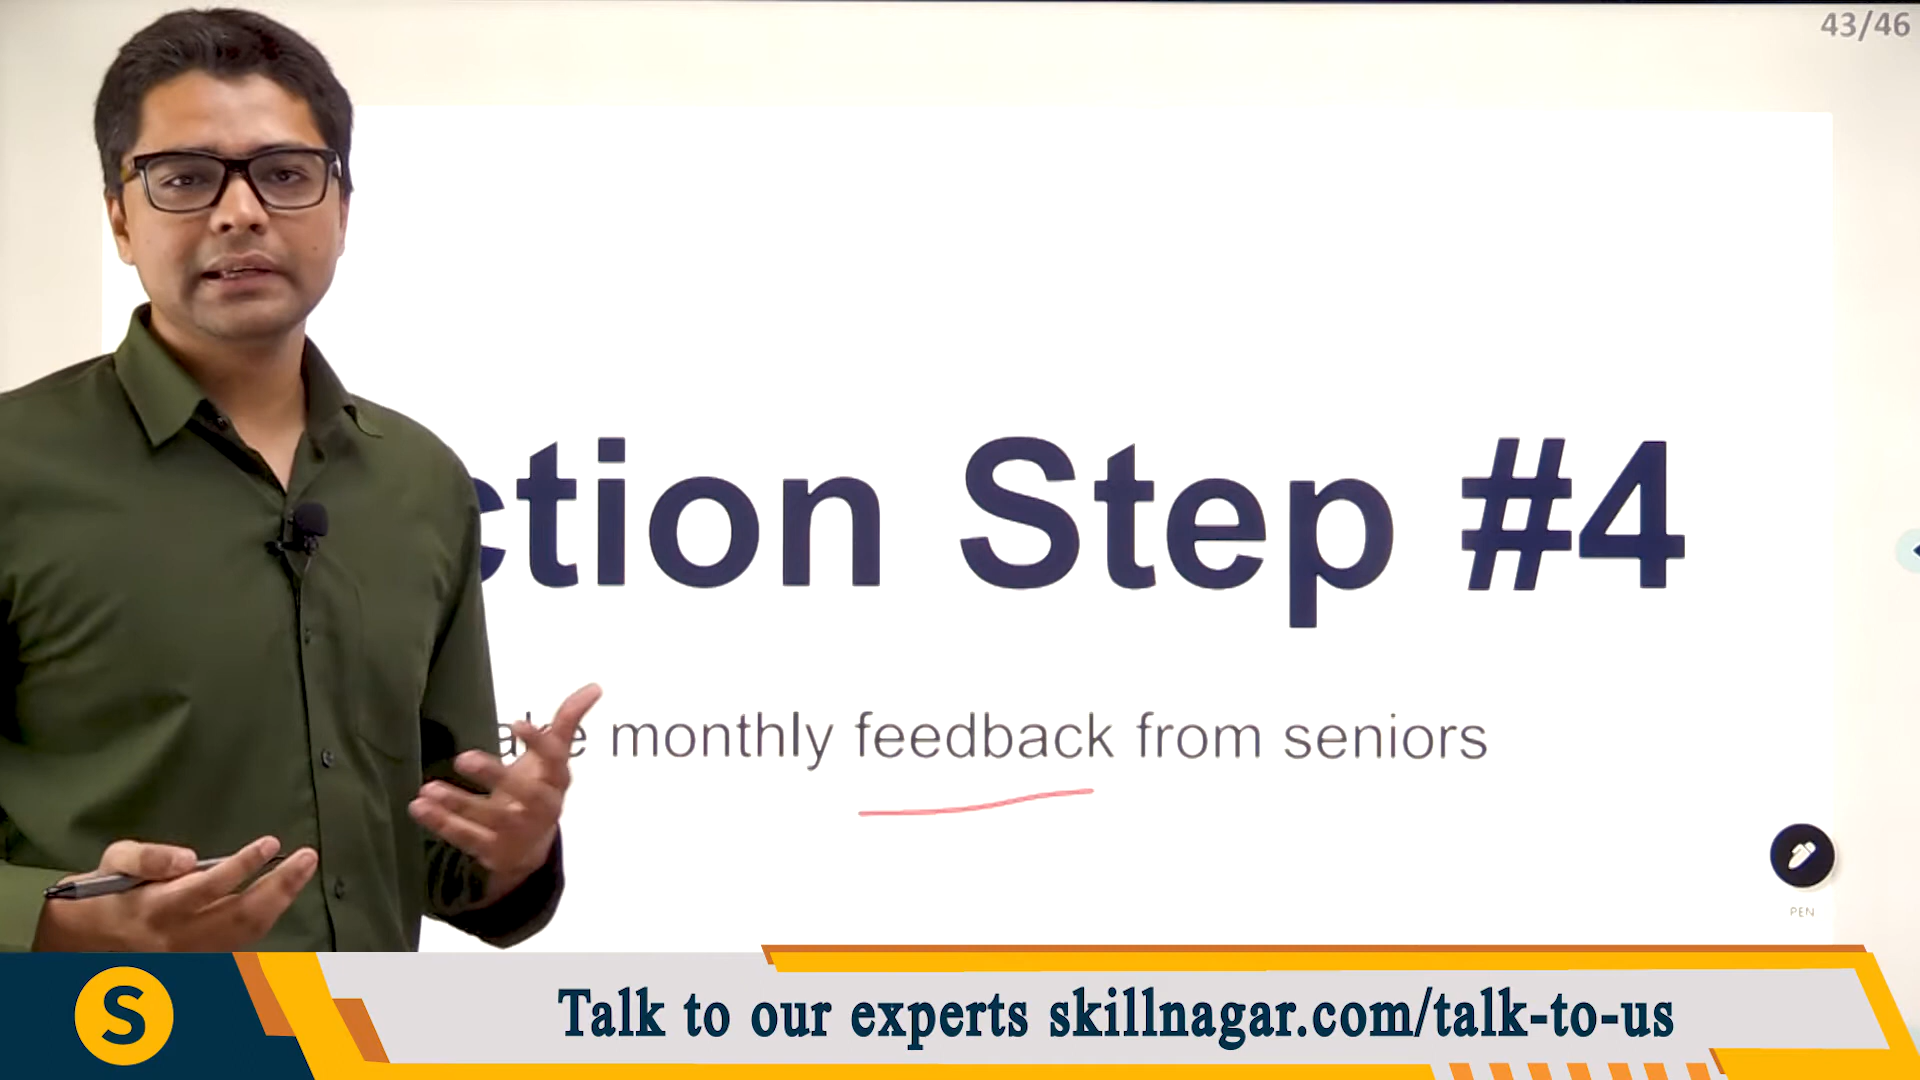 43/46
ction Step #4
ake monthly feedback from seniors
PEN
S
Talk to our experts skillnagar.com/talk-to-us